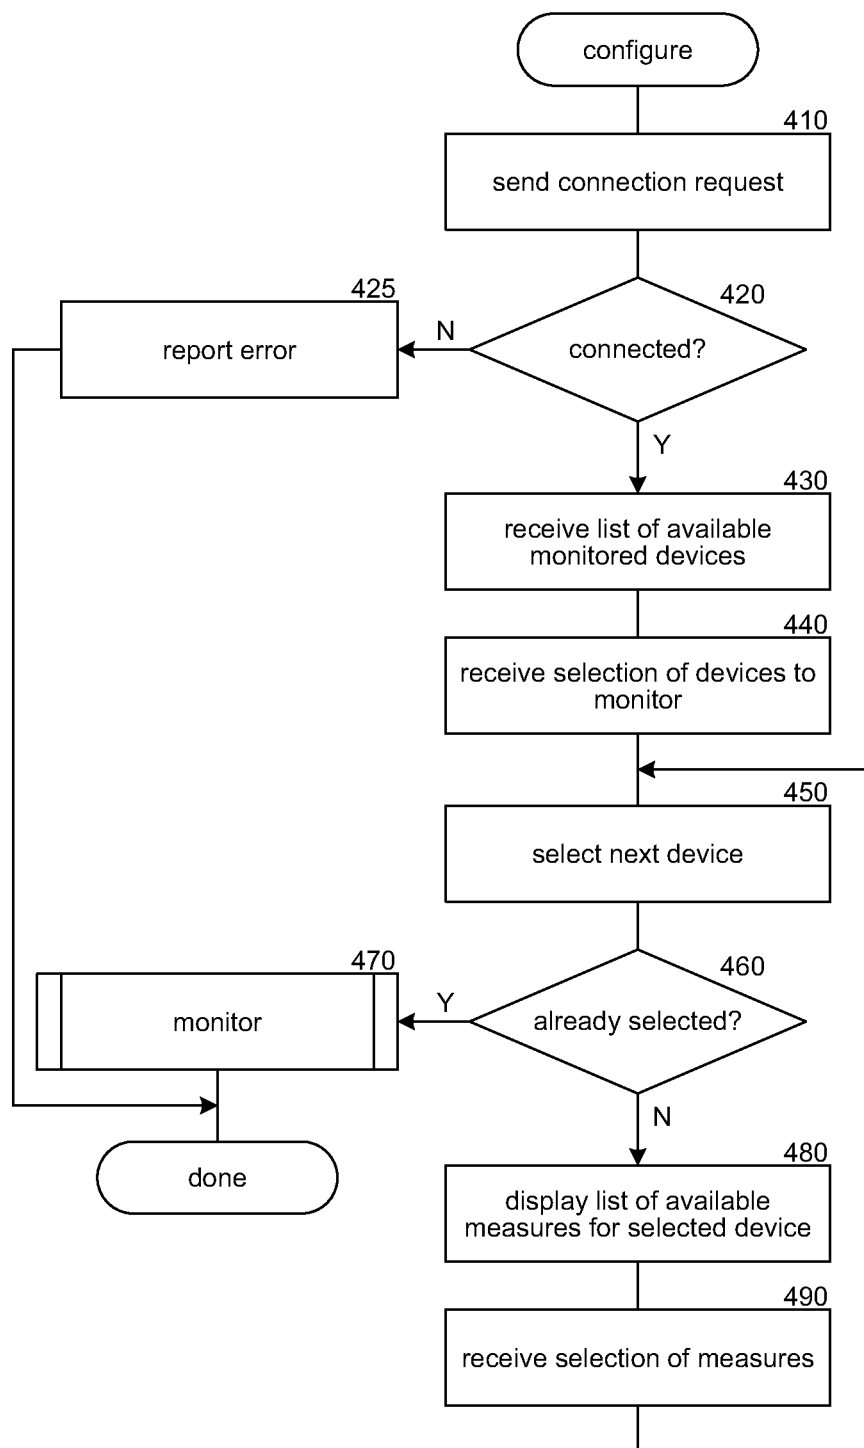 configure
410
send connection request
420
connected?
N
425
report error
Y
430
receive list of available
monitored devices
440
receive selection of devices to
monitor
450
select next device
460
already selected?
Y
470
monitor
done
N
480
display list of available
measures for selected device
490
receive selection of measures